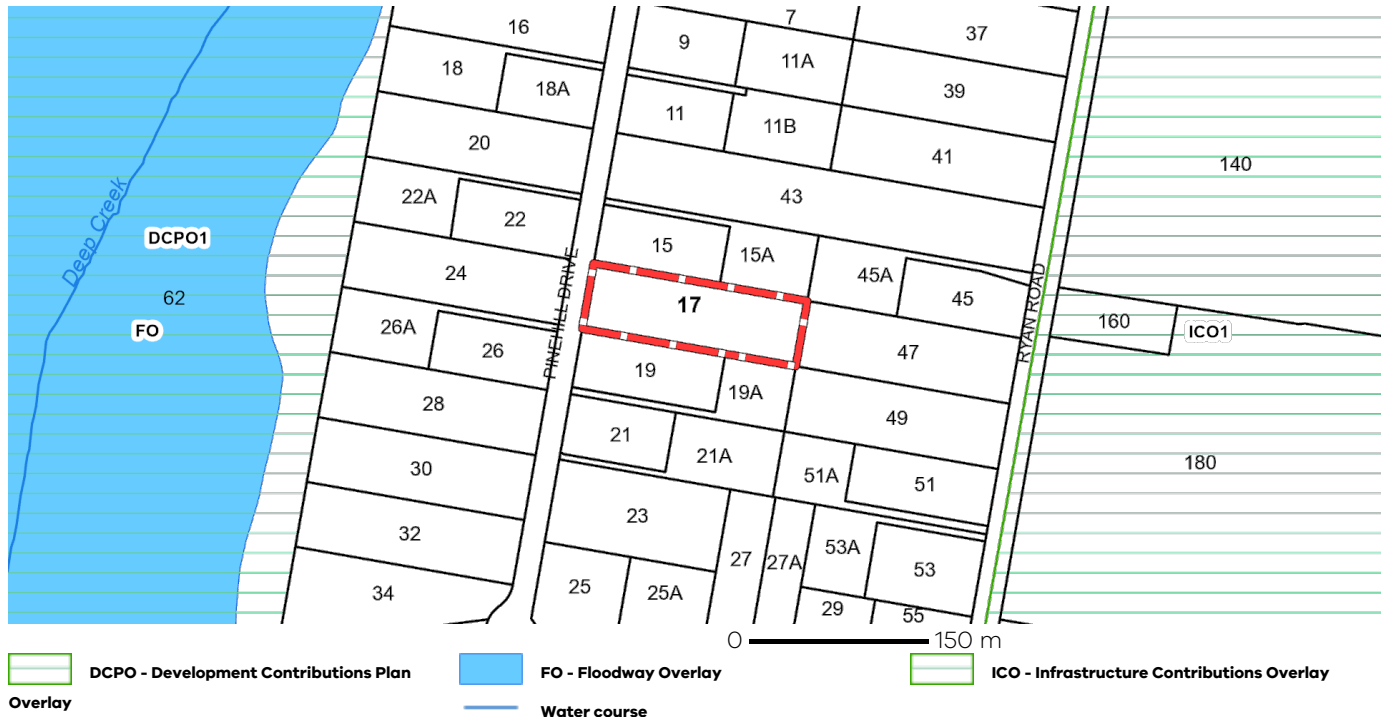 16
7
37
9
18
11A
18A
39
11
11B
20
41
140
43
22A
22
Deep Creek
DCPO1
15
15A
24
45A
45
62
17
FO
PINEHILL DRIVE
RYAN ROAD
160
ICO1
26A
26
47
19
19A
28
49
21
21A
30
51A
51
180
23
32
53A
27
27A
53
34
25
25A
29
55
0 150 m
DCPO - Development Contributions Plan Overlay
FO - Floodway Overlay
Water course
ICO - Infrastructure Contributions Overlay